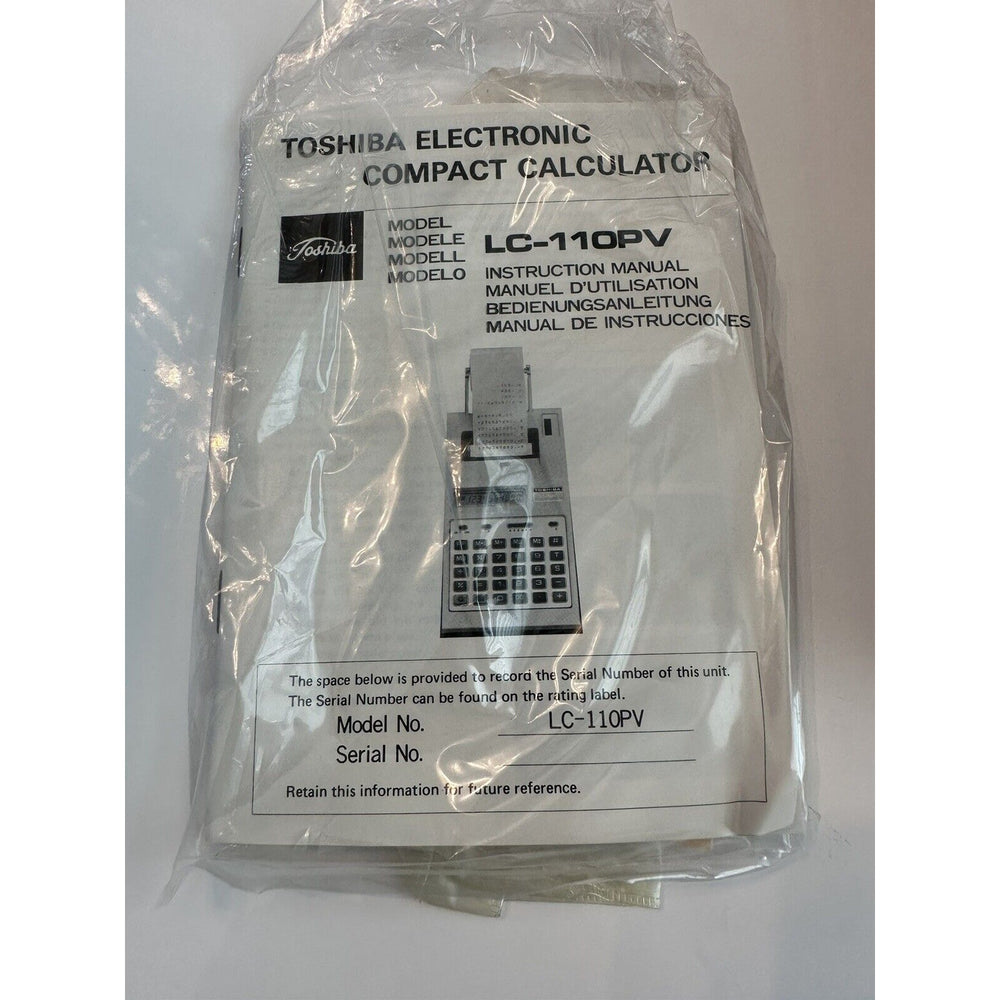 TOSHIBA ELECTRONIC
COMPACT CALCULATOR
Toshiba
MODEL
MODELE
MODELL
MODELO
LC-110PV
INSTRUCTION MANUAL
MANUEL D'UTILISATION
BEDIENUNGSANLEITUNG
MANUAL DE INSTRUCCIONES
TOSHIBA
The space below is provided to record the Serial Number of this unit.
The Serial Number can be found on the rating label.
Model No. LC-110PV
Serial No.
Retain this information for future reference.